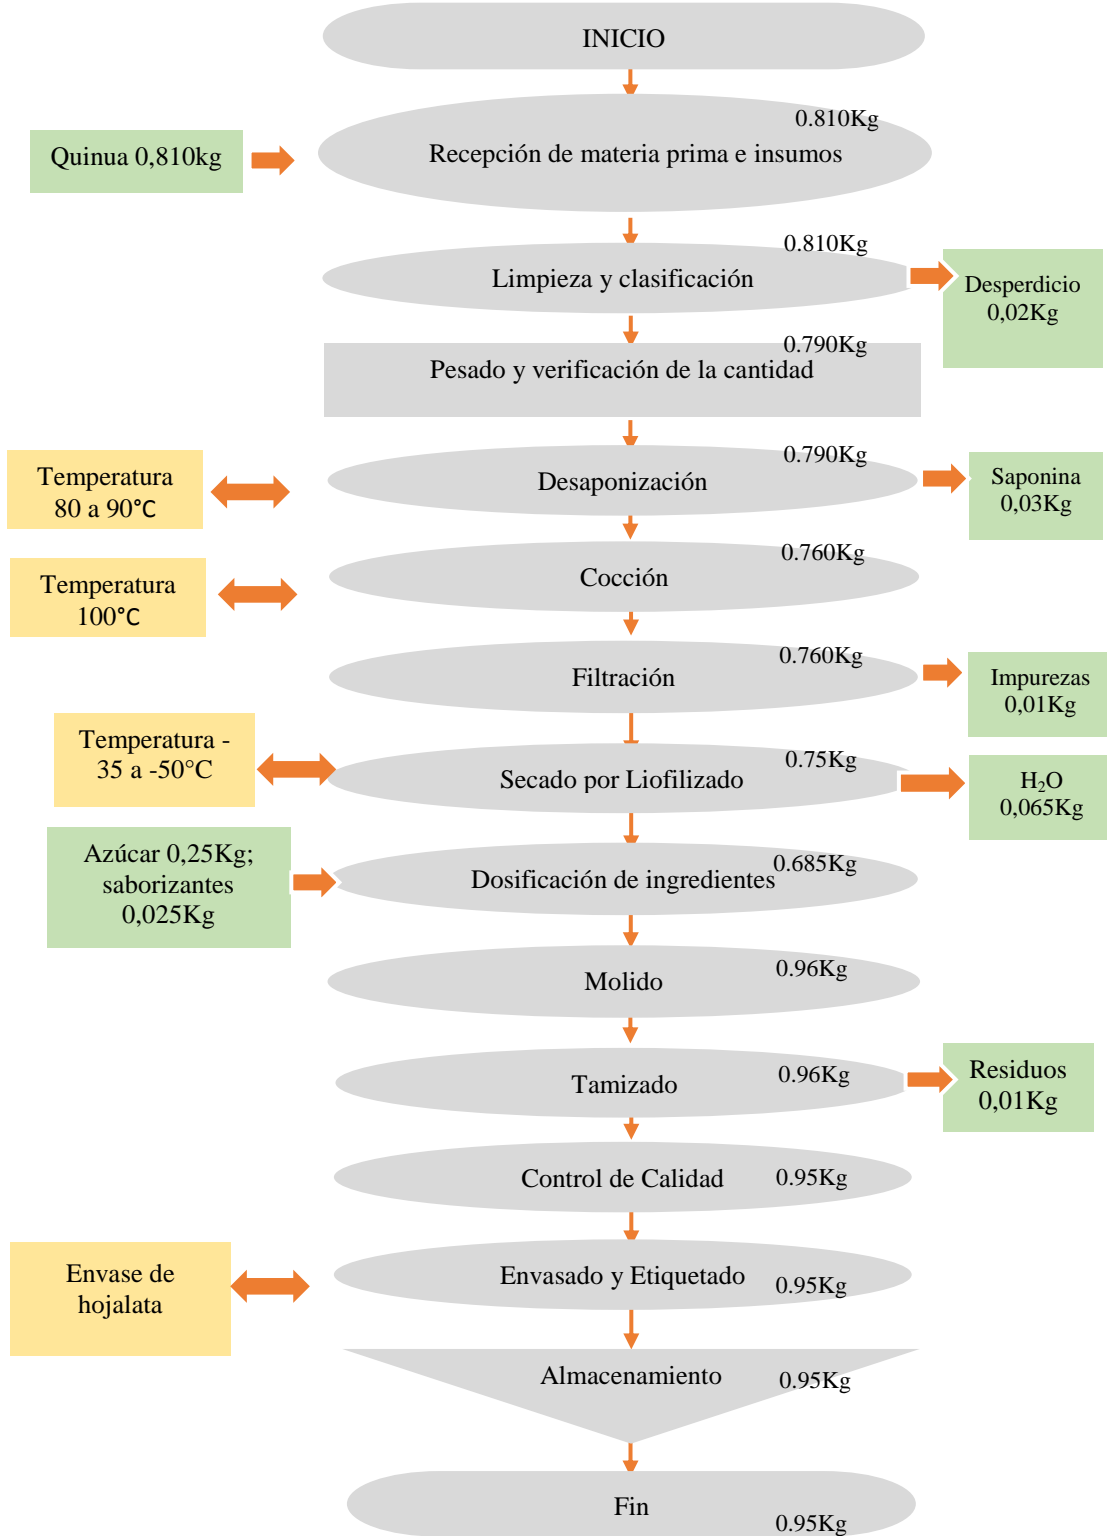 INICIO
0.810Kg
Quinua 0,810kg
Recepción de materia prima e insumos
0.810Kg
Limpieza y clasificación
Desperdicio
0,02Kg
0.790Kg
Pesado y verificación de la cantidad
0.790Kg
Temperatura
80 a 90°C
Desaponización
Saponina
0,03Kg
0.760Kg
Temperatura
100°C
Cocción
0.760Kg
Filtración
Impurezas
0,01Kg
Temperatura -
35 a -50°C
0.75Kg
Secado por Liofilizado
H₂O
0,065Kg
Azúcar 0,25Kg;
saborizantes
0,025Kg
0.685Kg
Dosificación de ingredientes
0.96Kg
Molido
0.96Kg
Tamizado
Residuos
0,01Kg
Control de Calidad
0.95Kg
Envase de
hojalata
Envasado y Etiquetado
0.95Kg
Almacenamiento
0.95Kg
Fin
0.95Kg